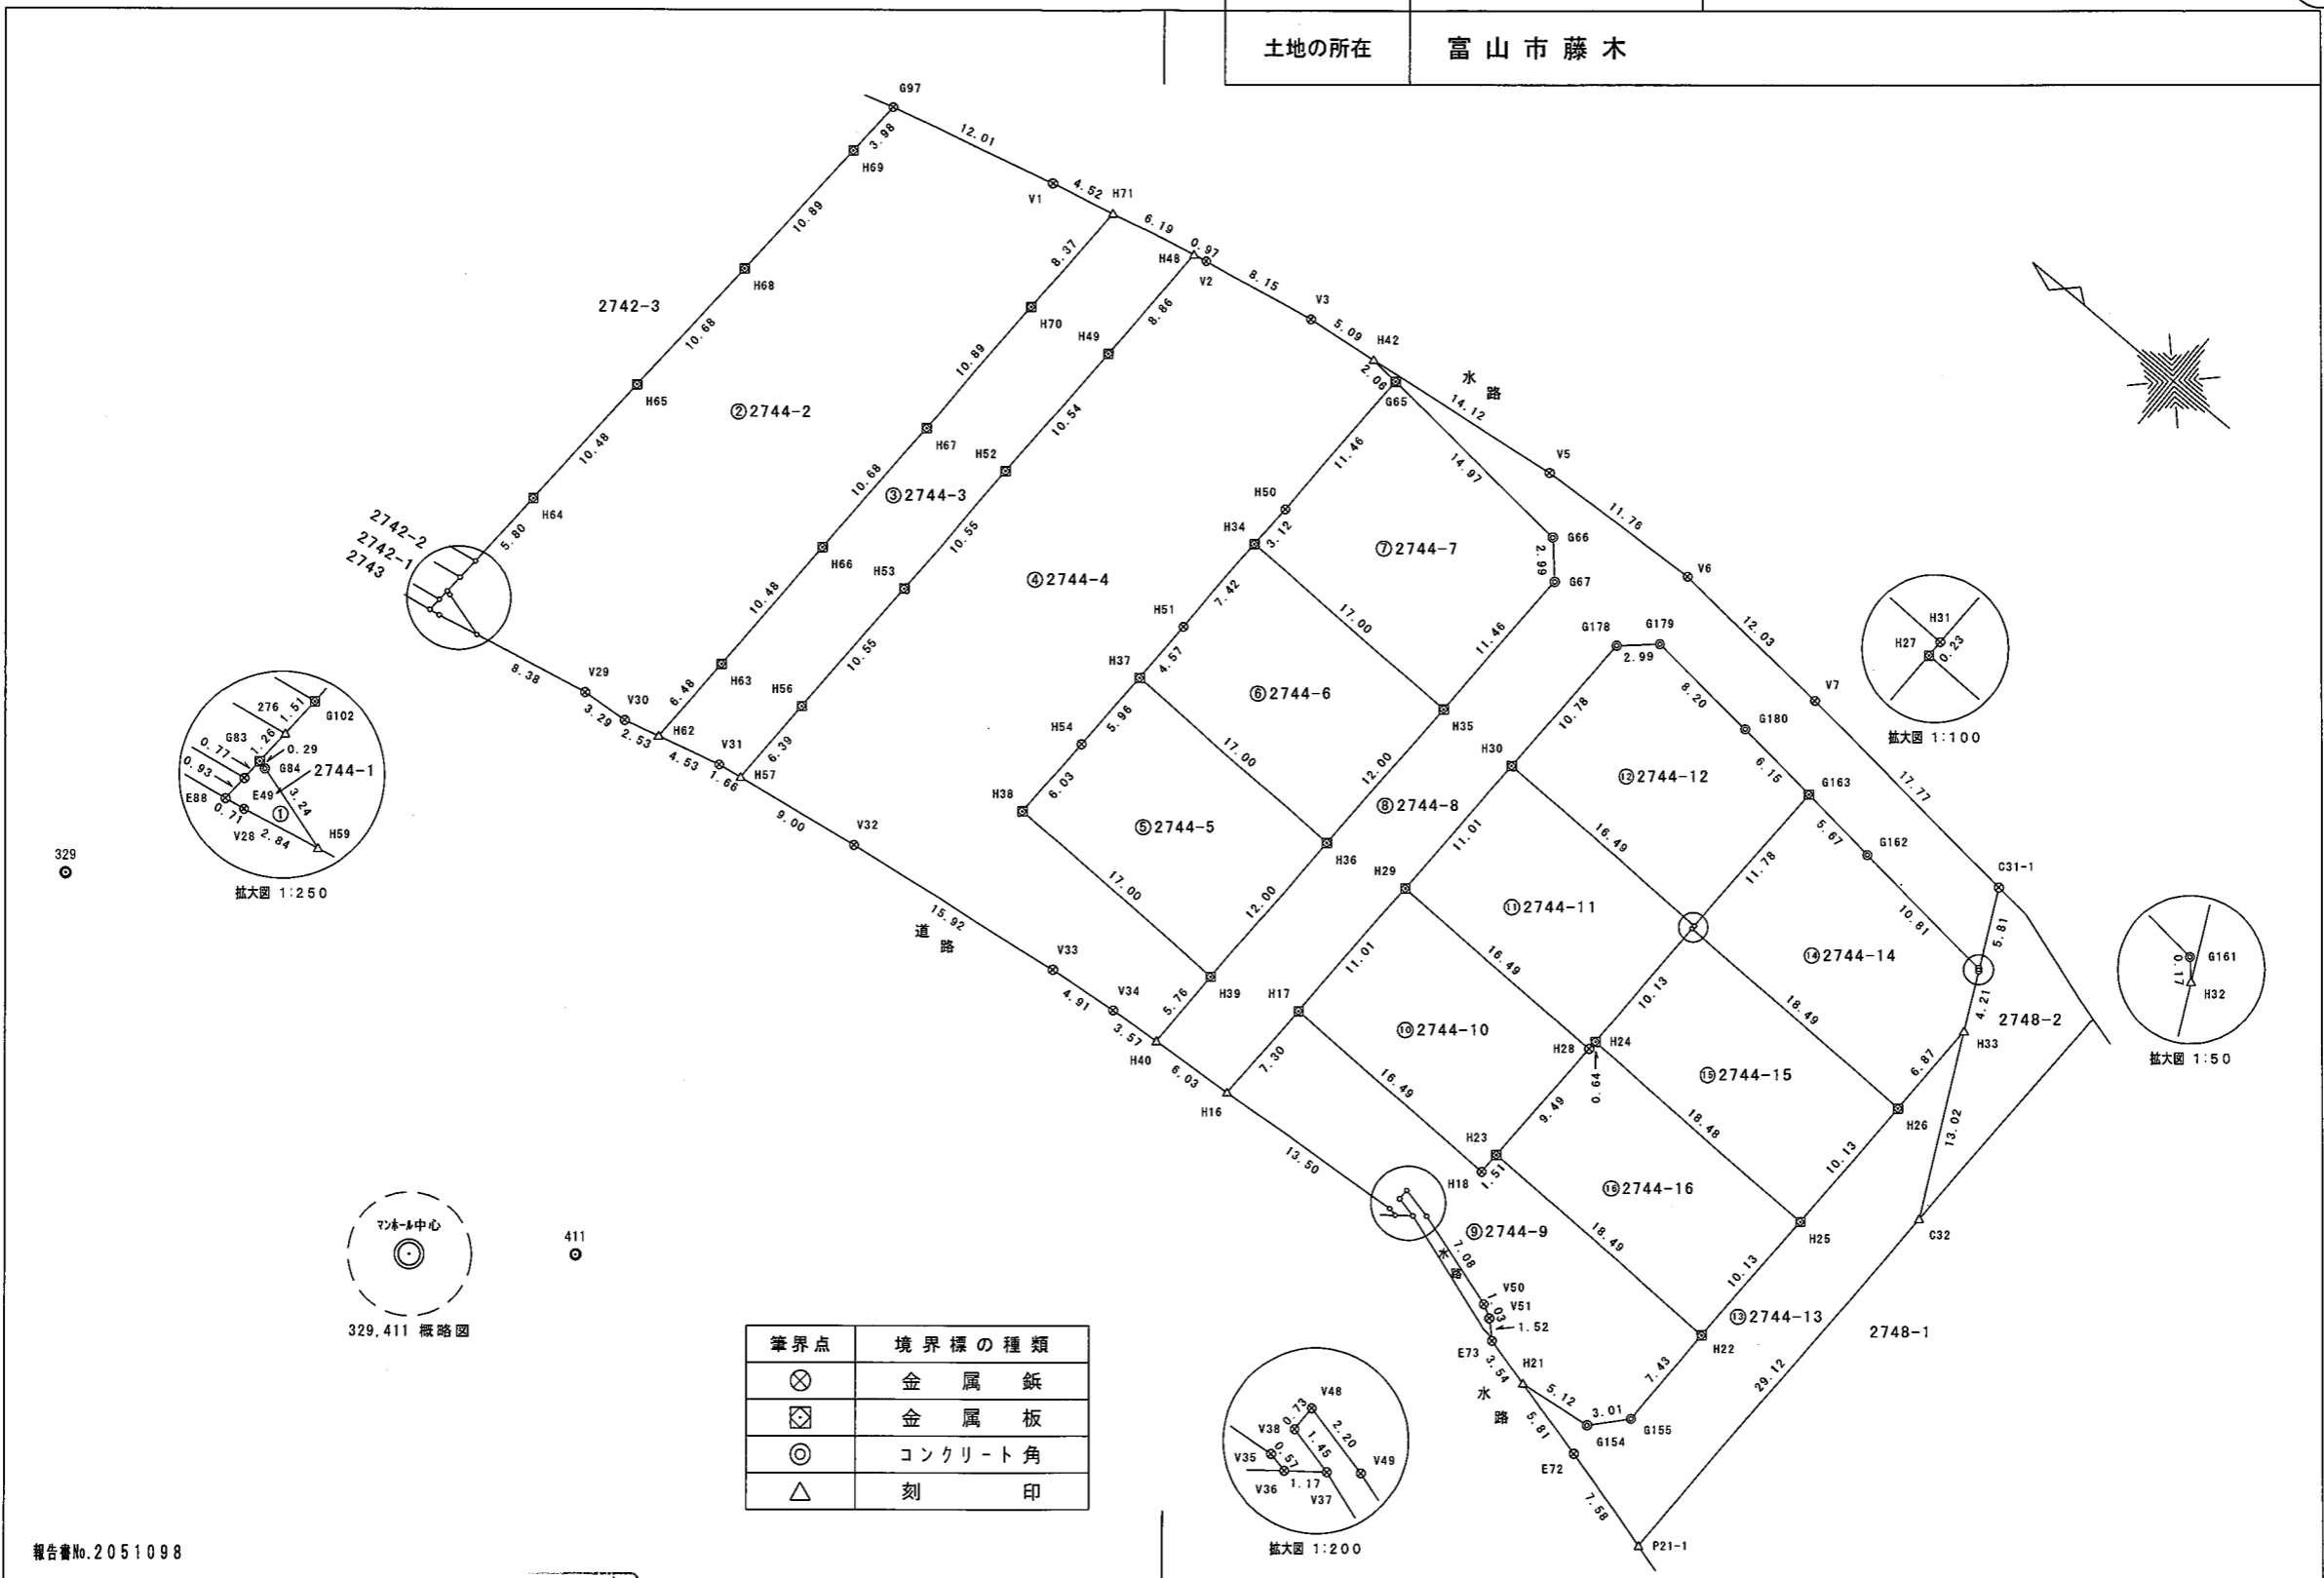 土地の所在 富山市藤木
G97
12.01
3.98
H69
V1
4.52
H71
10.89
6.19
0.97
H48
V2
8.37
8.15
V3
H68
2742-3
H70
8.86
5.09
H42
H49
2.06
水路
10.68
G65
14.12
H65
10.89
②2744-2
10.54
11.46
V5
H67
H52
14.97
10.48
10.68
③2744-3
H50
11.76
H64
H34
3.12
G66
2742-2
2742-1
2743
5.80
H66
10.55
⑦2744-7
2.99
④2744-4
G67
V6
H53
7.42
10.48
H51
17.00
11.46
12.03
G178
G179
2.99
H31
H27
0.23
拡大図 1:100
8.38
V29
H63
10.55
H37
4.57
⑥2744-6
8.20
V7
3.29
V30
6.48
H56
H35
10.78
G180
2.53
H62
V31
5.96
H54
17.00
H30
6.15
4.53
1.66
H57
6.39
⑫2744-12
G163
17.77
276
1.51
G102
G83
1.26
0.29
0.77
G84
2744-1
0.93
E88
E49
3.24
0.71
①
V28
2.84
H59
拡大図 1:250
329
H38
6.03
12.00
⑧2744-8
⑤2744-5
9.00
V32
H36
11.01
16.49
5.67
G162
11.78
H29
C31-1
17.00
12.00
⑪2744-11
10.81
5.81
15.92
道路
V33
H39
11.01
16.49
⑭2744-14
G161
0.17
H32
拡大図 1:50
4.91
V34
5.76
H17
10.13
18.49
4.21
2748-2
3.57
H40
⑩2744-10
H28
H24
H33
6.03
7.30
0.64
⑮2744-15
6.87
H16
16.49
9.49
H26
13.02
H23
18.48
13.50
H18
1.51
10.13
⑯2744-16
マンホール中心
411
329,411 概略図
⑨2744-9
H25
C32
7.08
18.49
水路
V50
1.03
V51
10.13
1.52
⑬2744-13
2748-1
E73
H22
3.54
H21
7.43
29.12
水路
5.12
3.01
5.81
G154
G155
E72
7.58
P21-1
筆界点 境界標の種類
⊗ 金属鋲
金属板
◎ コンクリート角
△ 刻印
0.73
V48
V38
2.20
V35
0.57
1.45
V49
V36
1.17
V37
拡大図 1:200
報告書No.2051098